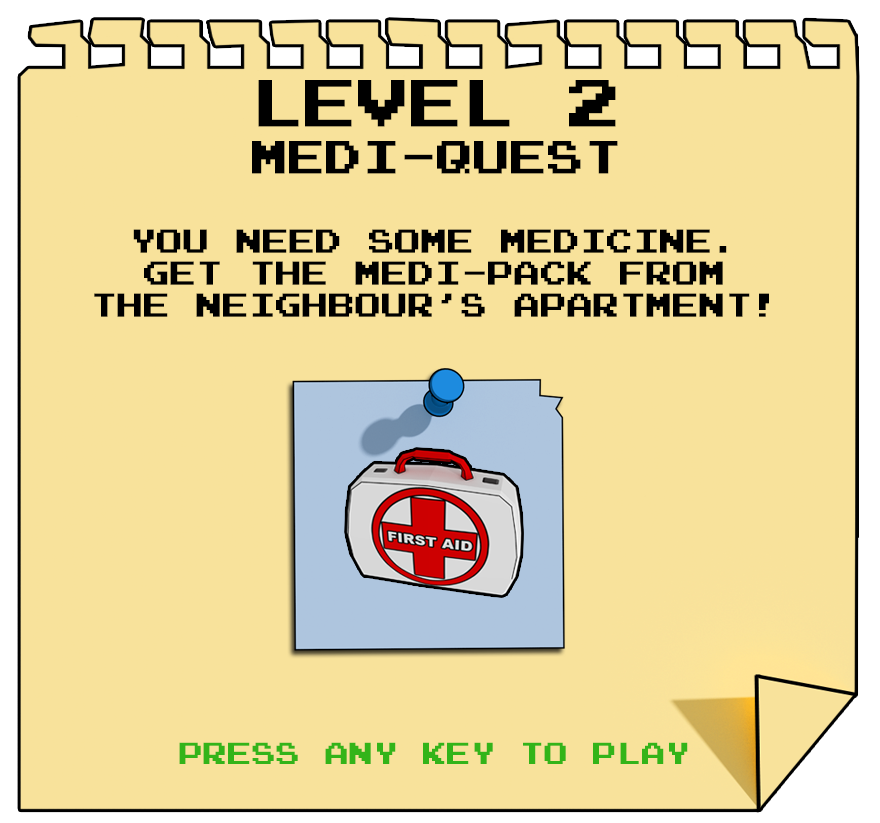 LEVEL 2
MEDI-QUEST
YOU NEED SOME MEDICINE.
GET THE MEDI-PACK FROM
THE NEIGHBOUR'S APARTMENT!
FIRST AID
PRESS ANY KEY TO PLAY